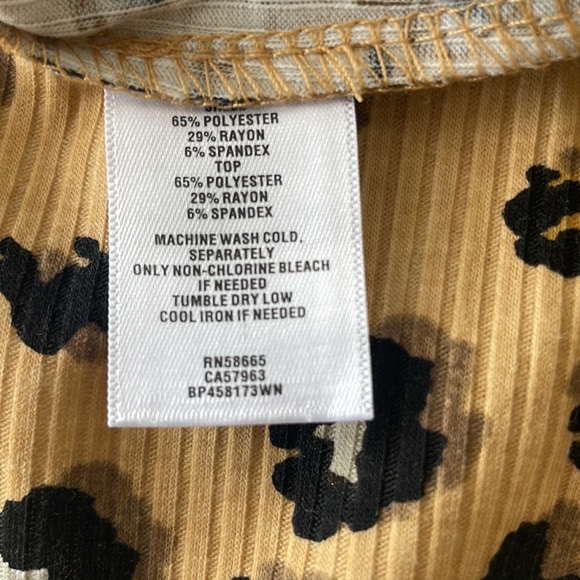 65% POLYESTER
29% RAYON
6% SPANDEX
TOP
65% POLYESTER
29% RAYON
6% SPANDEX
MACHINE WASH COLD,
SEPARATELY
ONLY NON-CHLORINE BLEACH
IF NEEDED
TUMBLE DRY LOW
COOL IRON IF NEEDED
RN58665
CA57963
BP458173WN